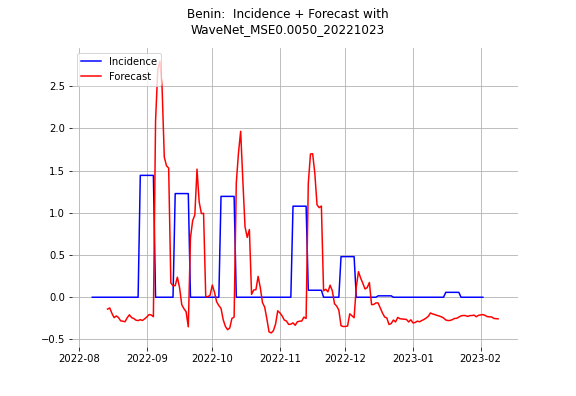 Benin:  Incidence + Forecast with
WaveNet_MSE0.0050_20221023
Incidence
Forecast
2.5
2.0
1.5
1.0
0.5
0.0
−0.5
2022-08 2022-09 2022-10 2022-11 2022-12 2023-01 2023-02